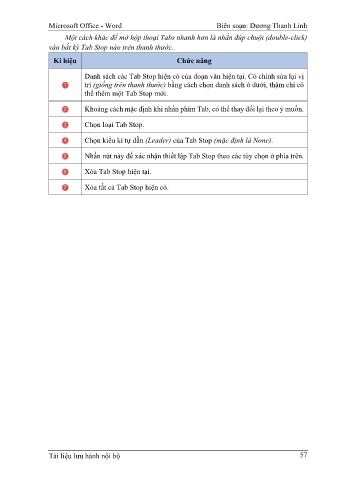 Microsoft Office - Word Biên soạn: Dương Thanh Linh
Một cách khác để mở hộp thoại Tabs nhanh hơn là nhấn đúp chuột (double-click)
vào bất kỳ Tab Stop nào trên thanh thước.
Kí hiệu Chức năng
Danh sách các Tab Stop hiện có của đoạn văn hiện tại. Có chỉnh sửa lại vị
1 trí (giống trên thanh thước) bằng cách chọn danh sách ở dưới, thậm chí có
thể thêm một Tab Stop mới.
2 Khoảng cách mặc định khi nhấn phím Tab, có thể thay đổi lại theo ý muốn.
3 Chọn loại Tab Stop.
4 Chọn kiểu kí tự dẫn (Leader) của Tab Stop (mặc định là None).
5 Nhấn nút này để xác nhận thiết lập Tab Stop theo các tùy chọn ở phía trên.
6 Xóa Tab Stop hiện tại.
7 Xóa tất cả Tab Stop hiện có.
Tài liệu lưu hành nội bộ 57